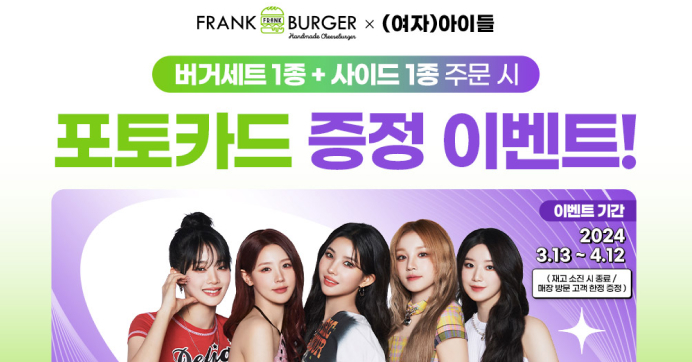 FRANK FRANK BURGER × (여자)아이들
Handmade Cheeseburger
버거세트 1종 + 사이드 1종 주문 시
포토카드 증정 이벤트!
이벤트 기간
2024
3.13 ~ 4.12
( 재고 소진 시 종료 /
매장 방문 고객 한정 증정 )